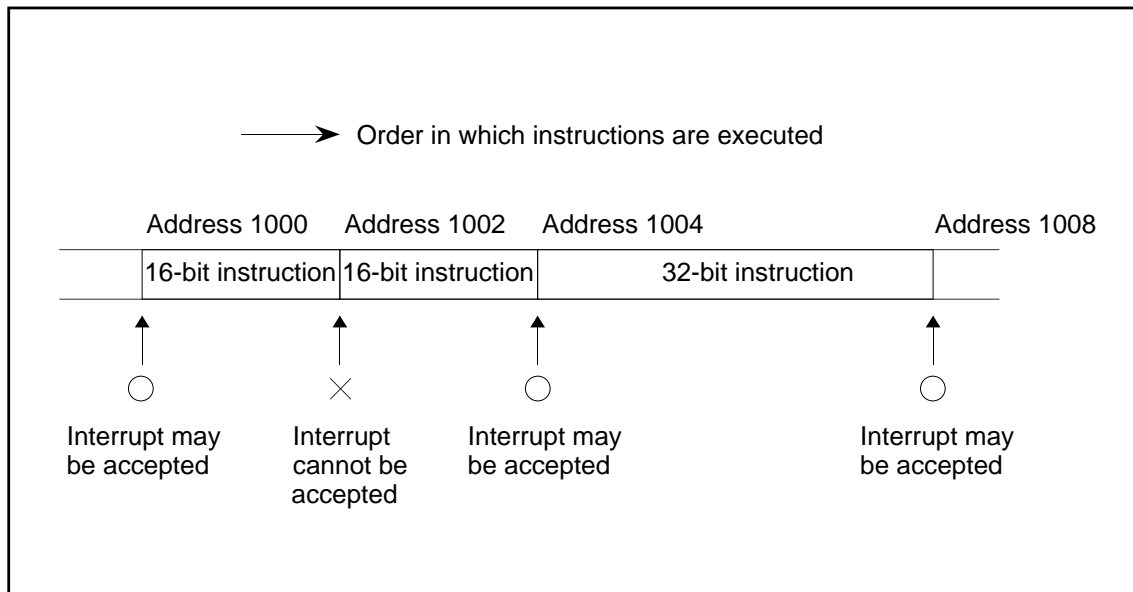 Order in which instructions are executed
Address 1000 Address 1002 Address 1004 Address 1008
16-bit instruction 16-bit instruction 32-bit instruction
Interrupt may
be accepted
Interrupt
cannot be
accepted
Interrupt may
be accepted
Interrupt may
be accepted